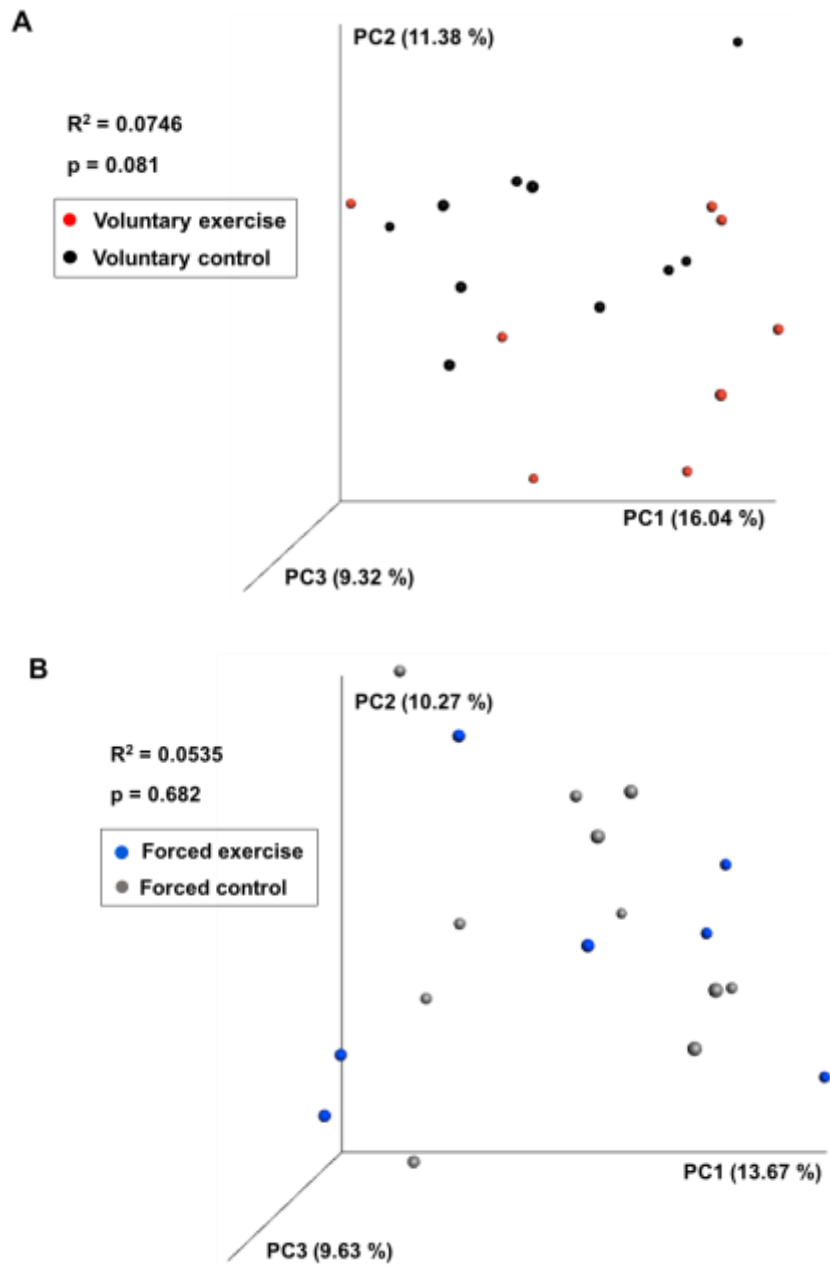 A
PC2 (11.38 %)
R² = 0.0746
p = 0.081
Voluntary exercise
Voluntary control
PC1 (16.04 %)
PC3 (9.32 %)
B
PC2 (10.27 %)
R² = 0.0535
p = 0.682
Forced exercise
Forced control
PC1 (13.67 %)
PC3 (9.63 %)